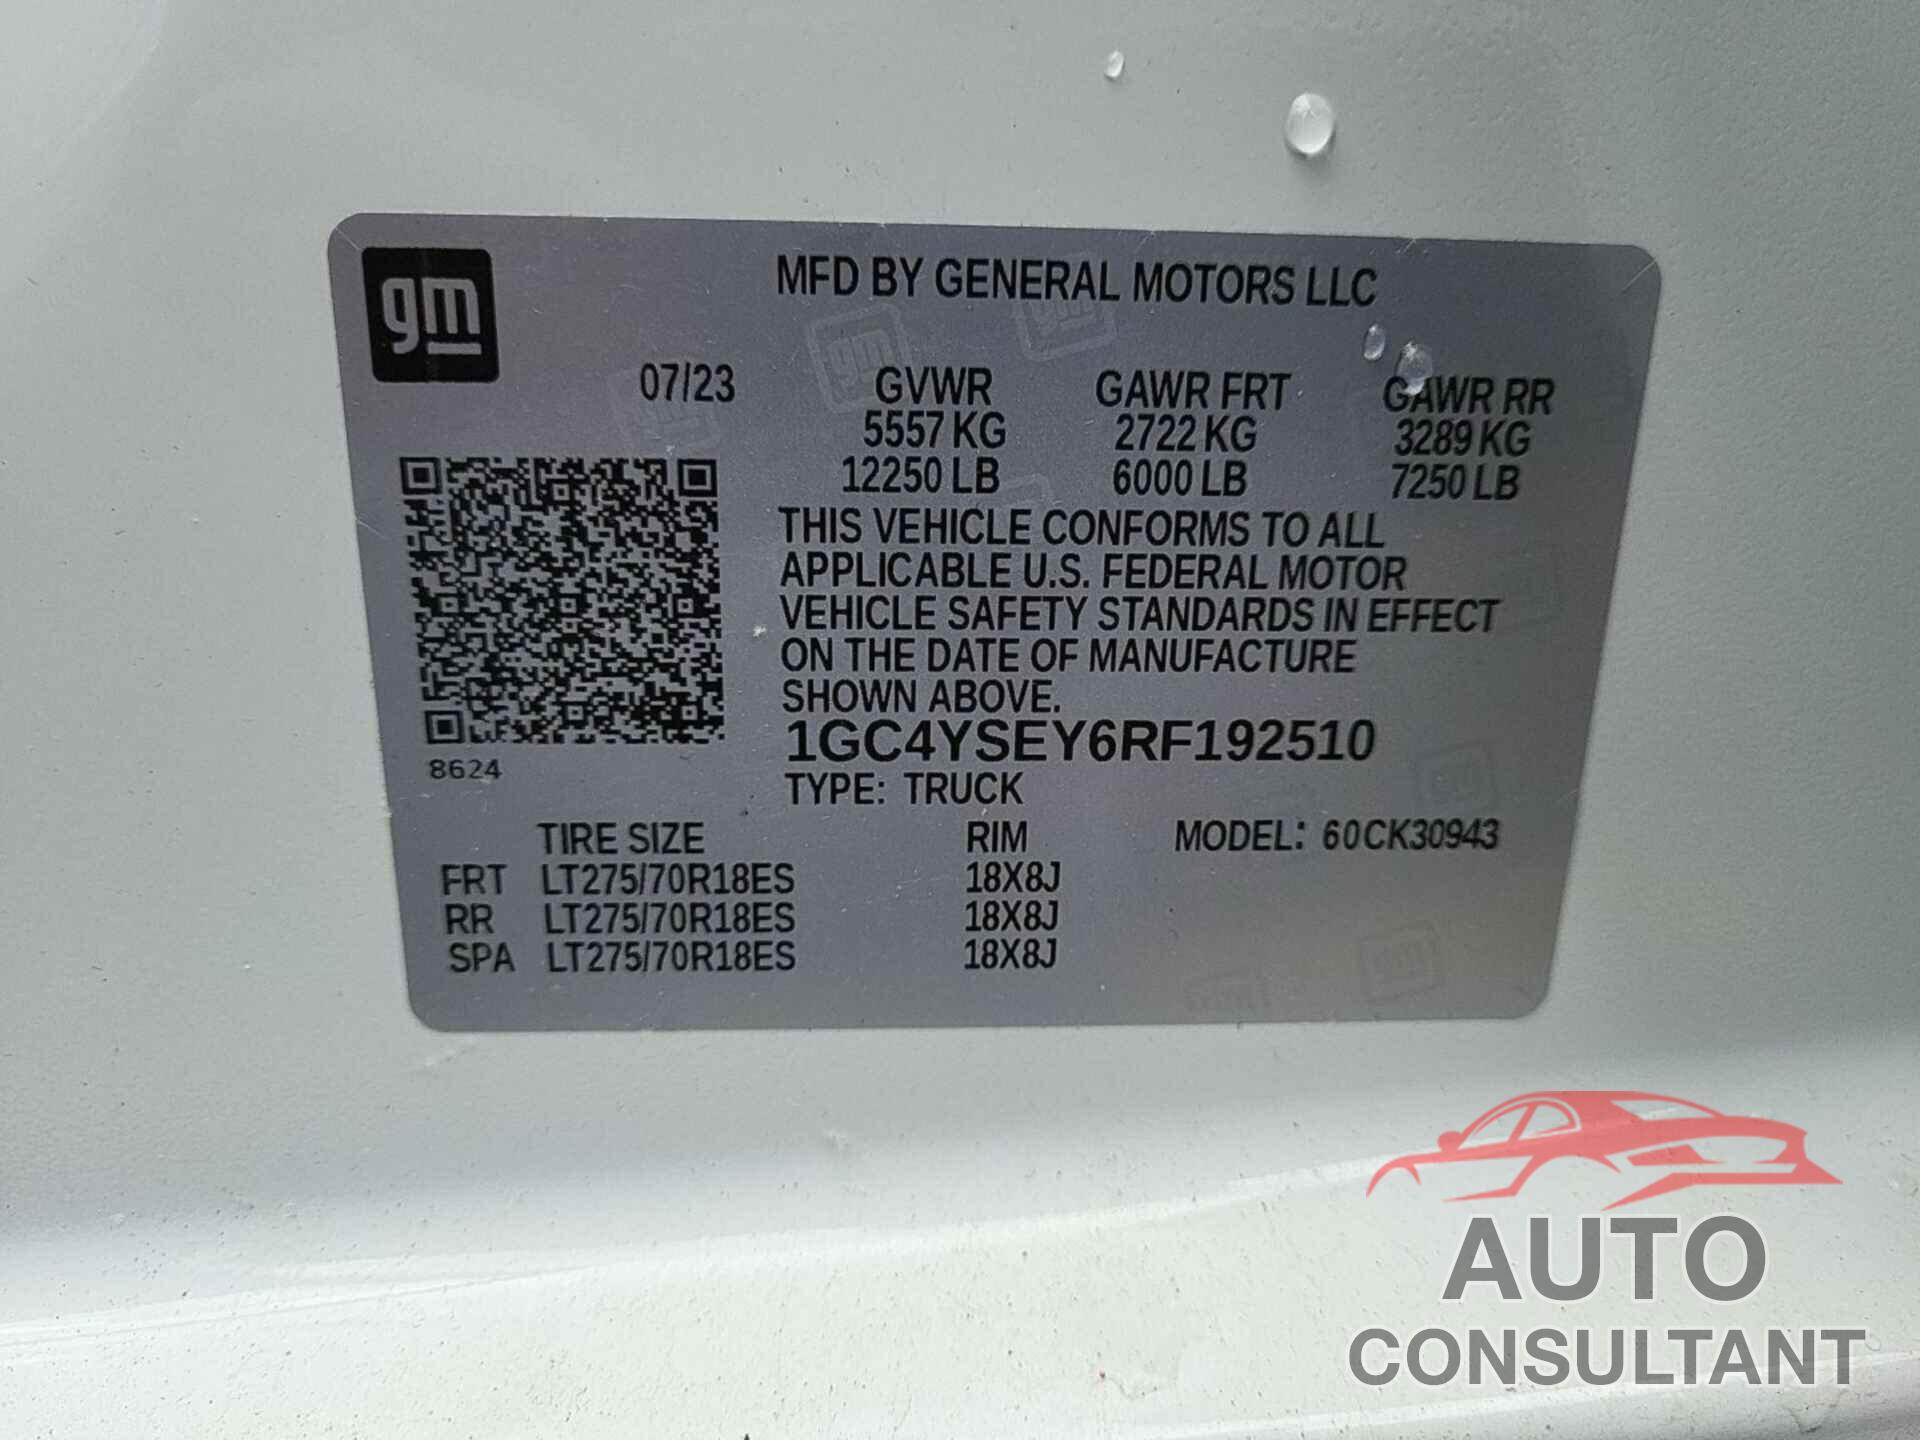 gm
MFD BY GENERAL MOTORS LLC
07/23 GVWR GAWR FRT GAWR RR
5557 KG 2722 KG 3289 KG
12250 LB 6000 LB 7250 LB
THIS VEHICLE CONFORMS TO ALL
APPLICABLE U.S. FEDERAL MOTOR
VEHICLE SAFETY STANDARDS IN EFFECT
ON THE DATE OF MANUFACTURE
SHOWN ABOVE.
1GC4YSEY6RF192510
8624
TYPE: TRUCK
TIRE SIZE RIM MODEL: 60CK30943
FRT LT275/70R18ES 18X8J
RR LT275/70R18ES 18X8J
SPA LT275/70R18ES 18X8J
AUTO
CONSULTANT